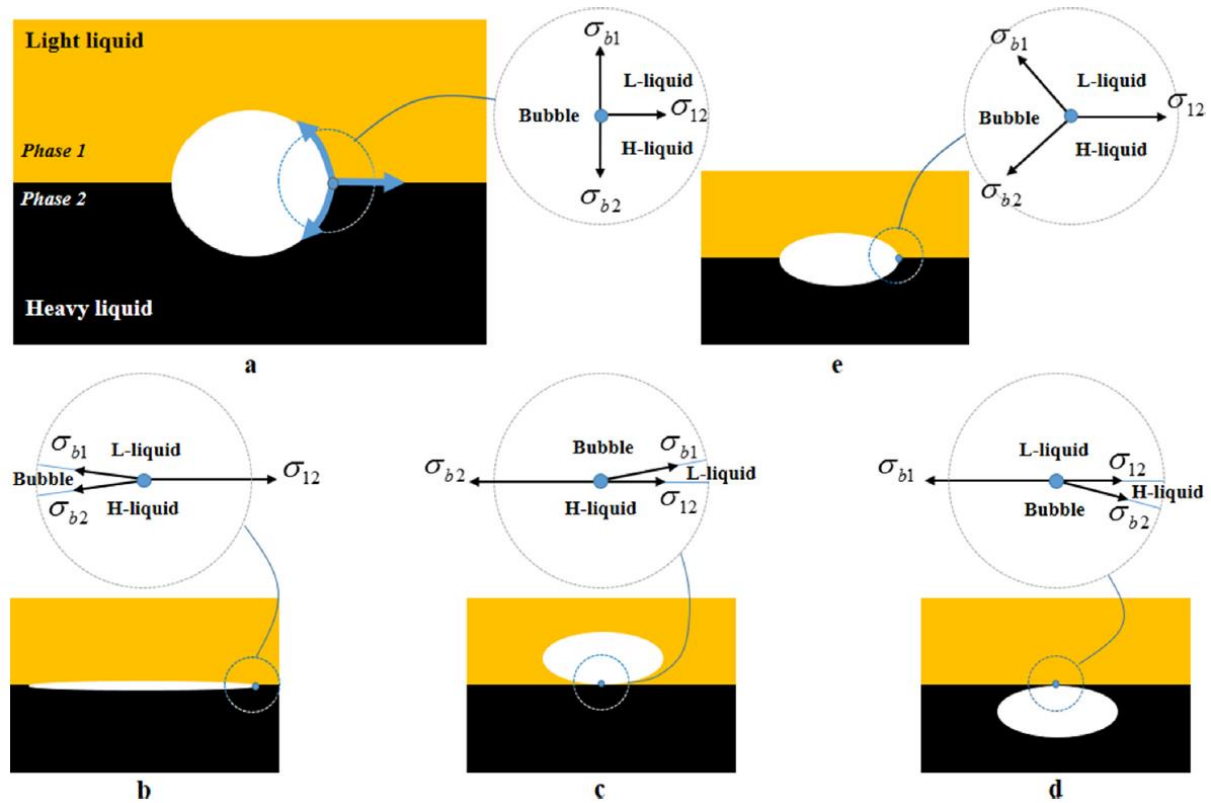 Light liquid
Phase 1
Phase 2
Heavy liquid
a
σb1
L-liquid
Bubble
σ12
H-liquid
σb2
σb1
L-liquid
σ12
Bubble
H-liquid
σb2
e
σb1
L-liquid
Bubble
σ12
σb2
H-liquid
b
Bubble
σb1
σb2
L-liquid
H-liquid
σ12
c
L-liquid
σb1
σ12
H-liquid
Bubble
σb2
d